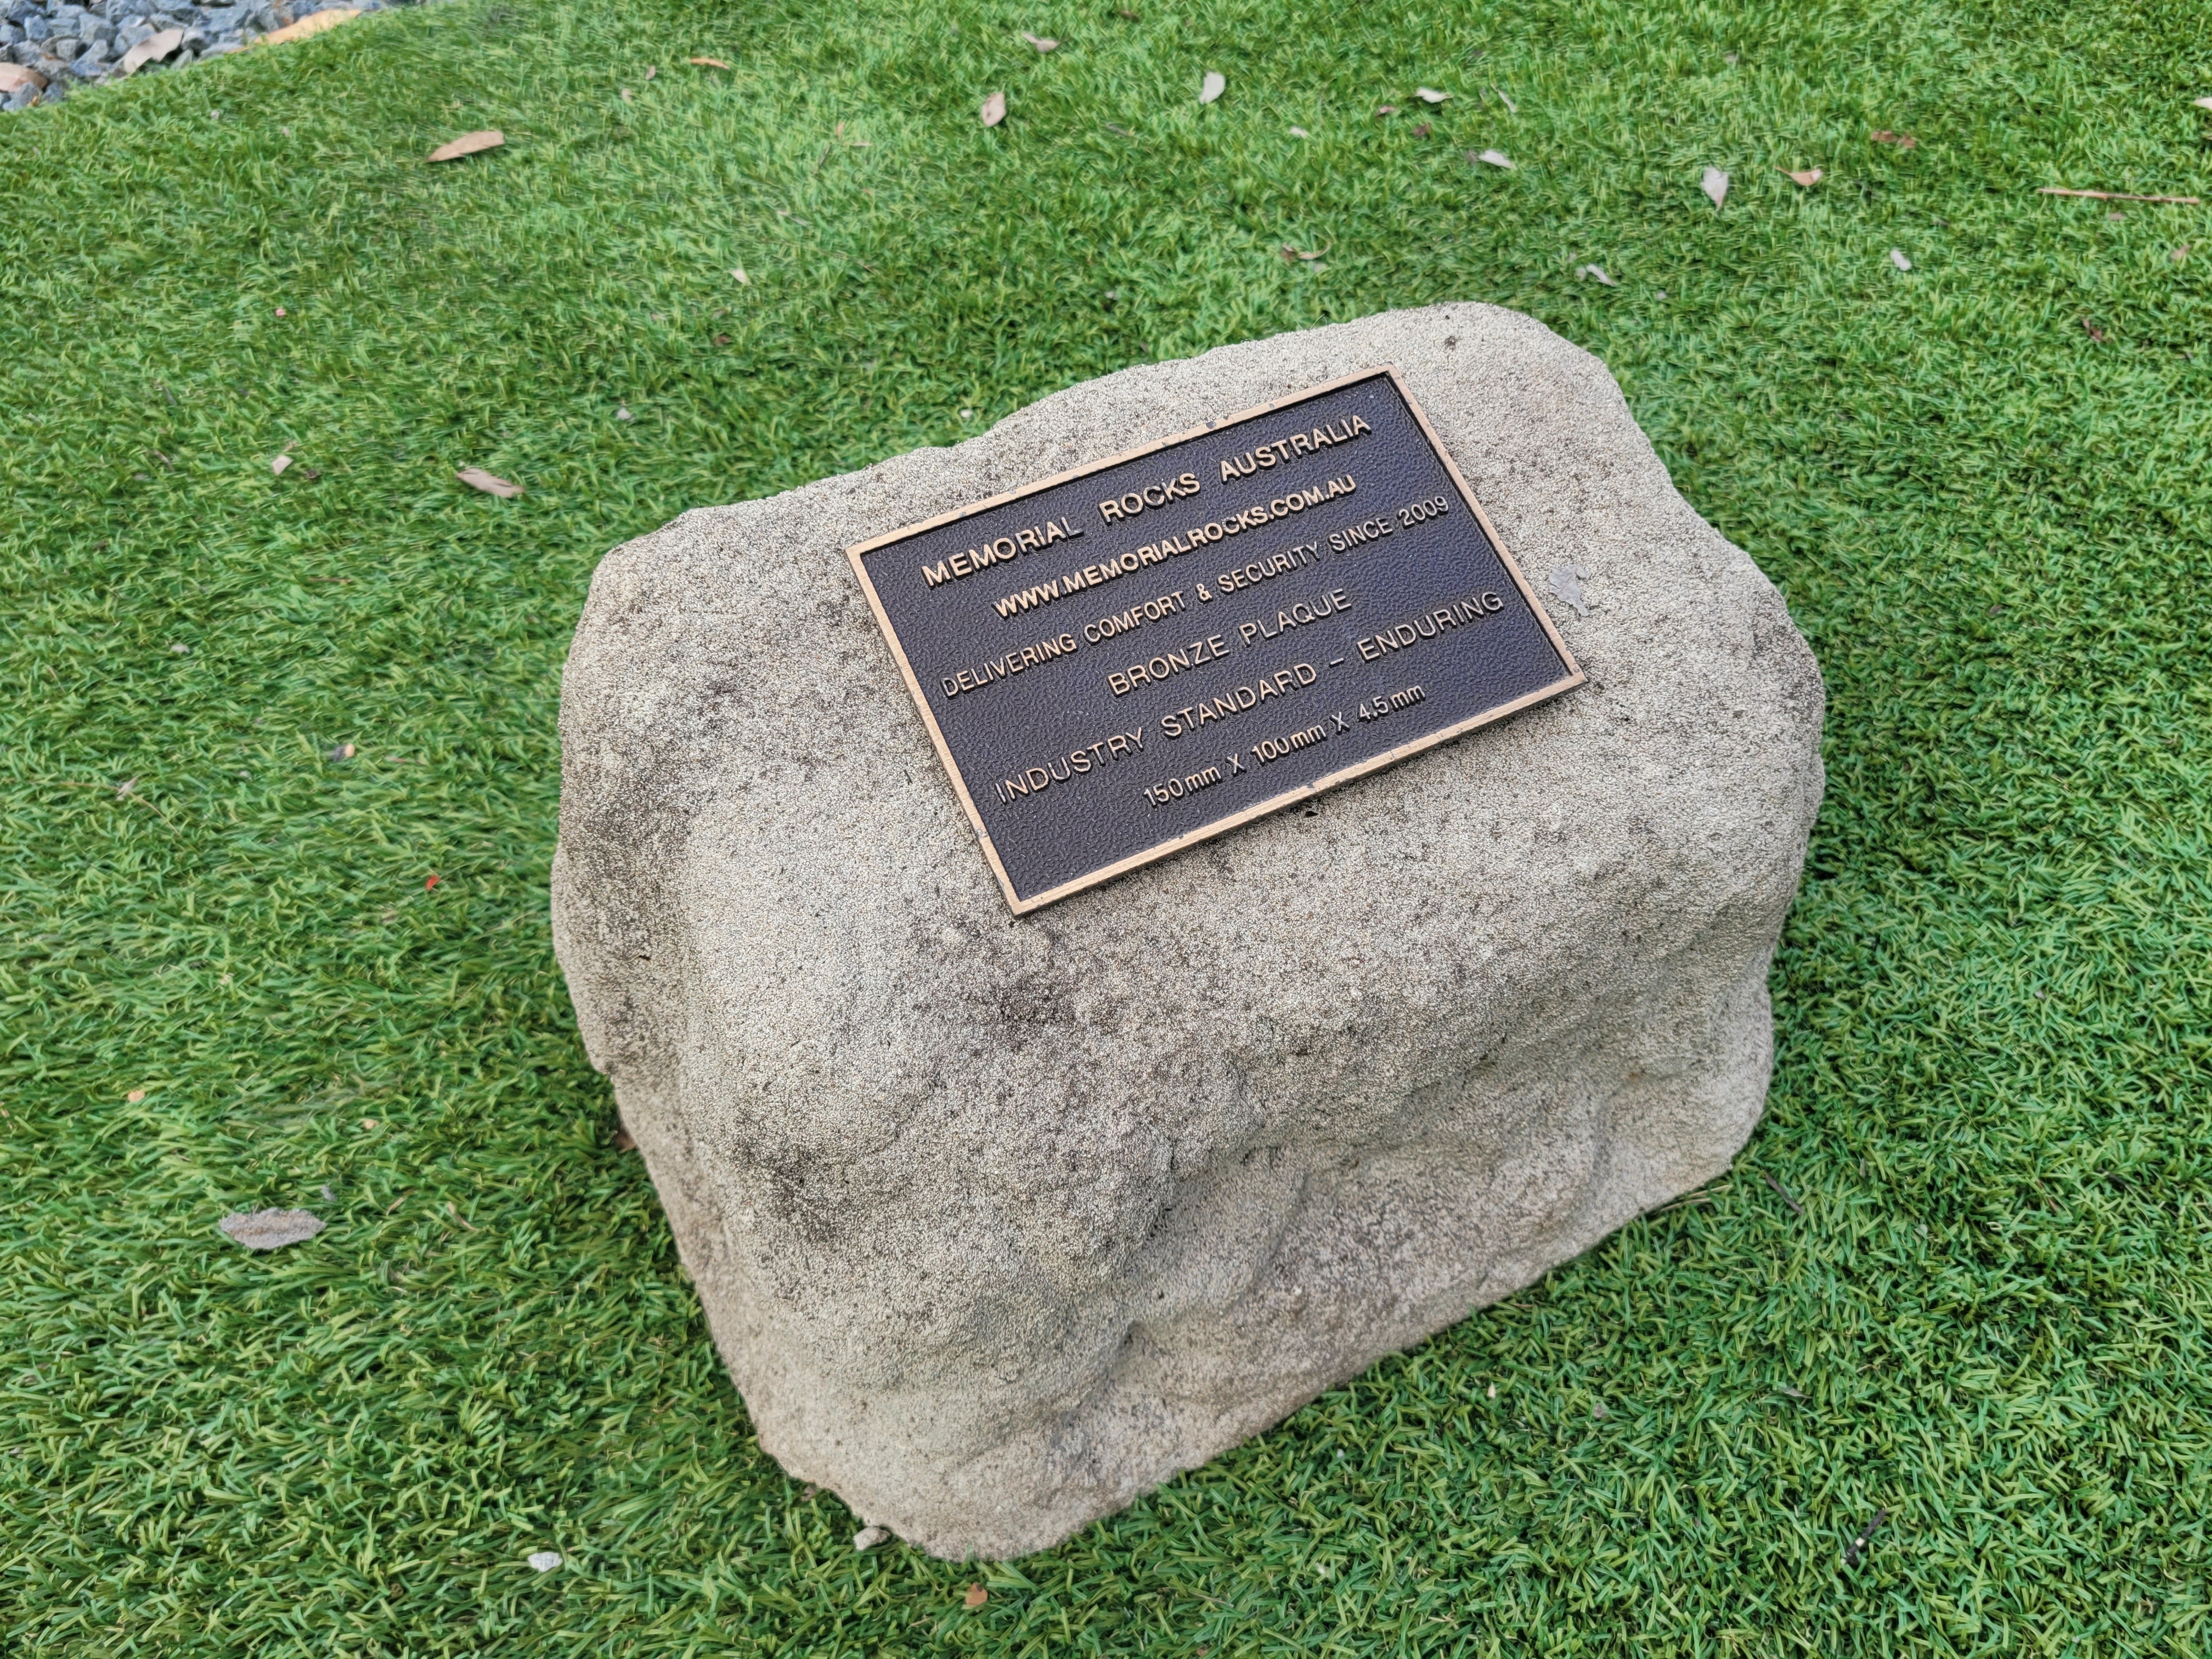 MEMORIAL ROCKS AUSTRALIA
WWW.MEMORIALROCKS.COM.AU
DELIVERING COMFORT & SECURITY SINCE 2009
BRONZE PLAQUE
INDUSTRY STANDARD - ENDURING
150mm X 100mm X 4.5mm